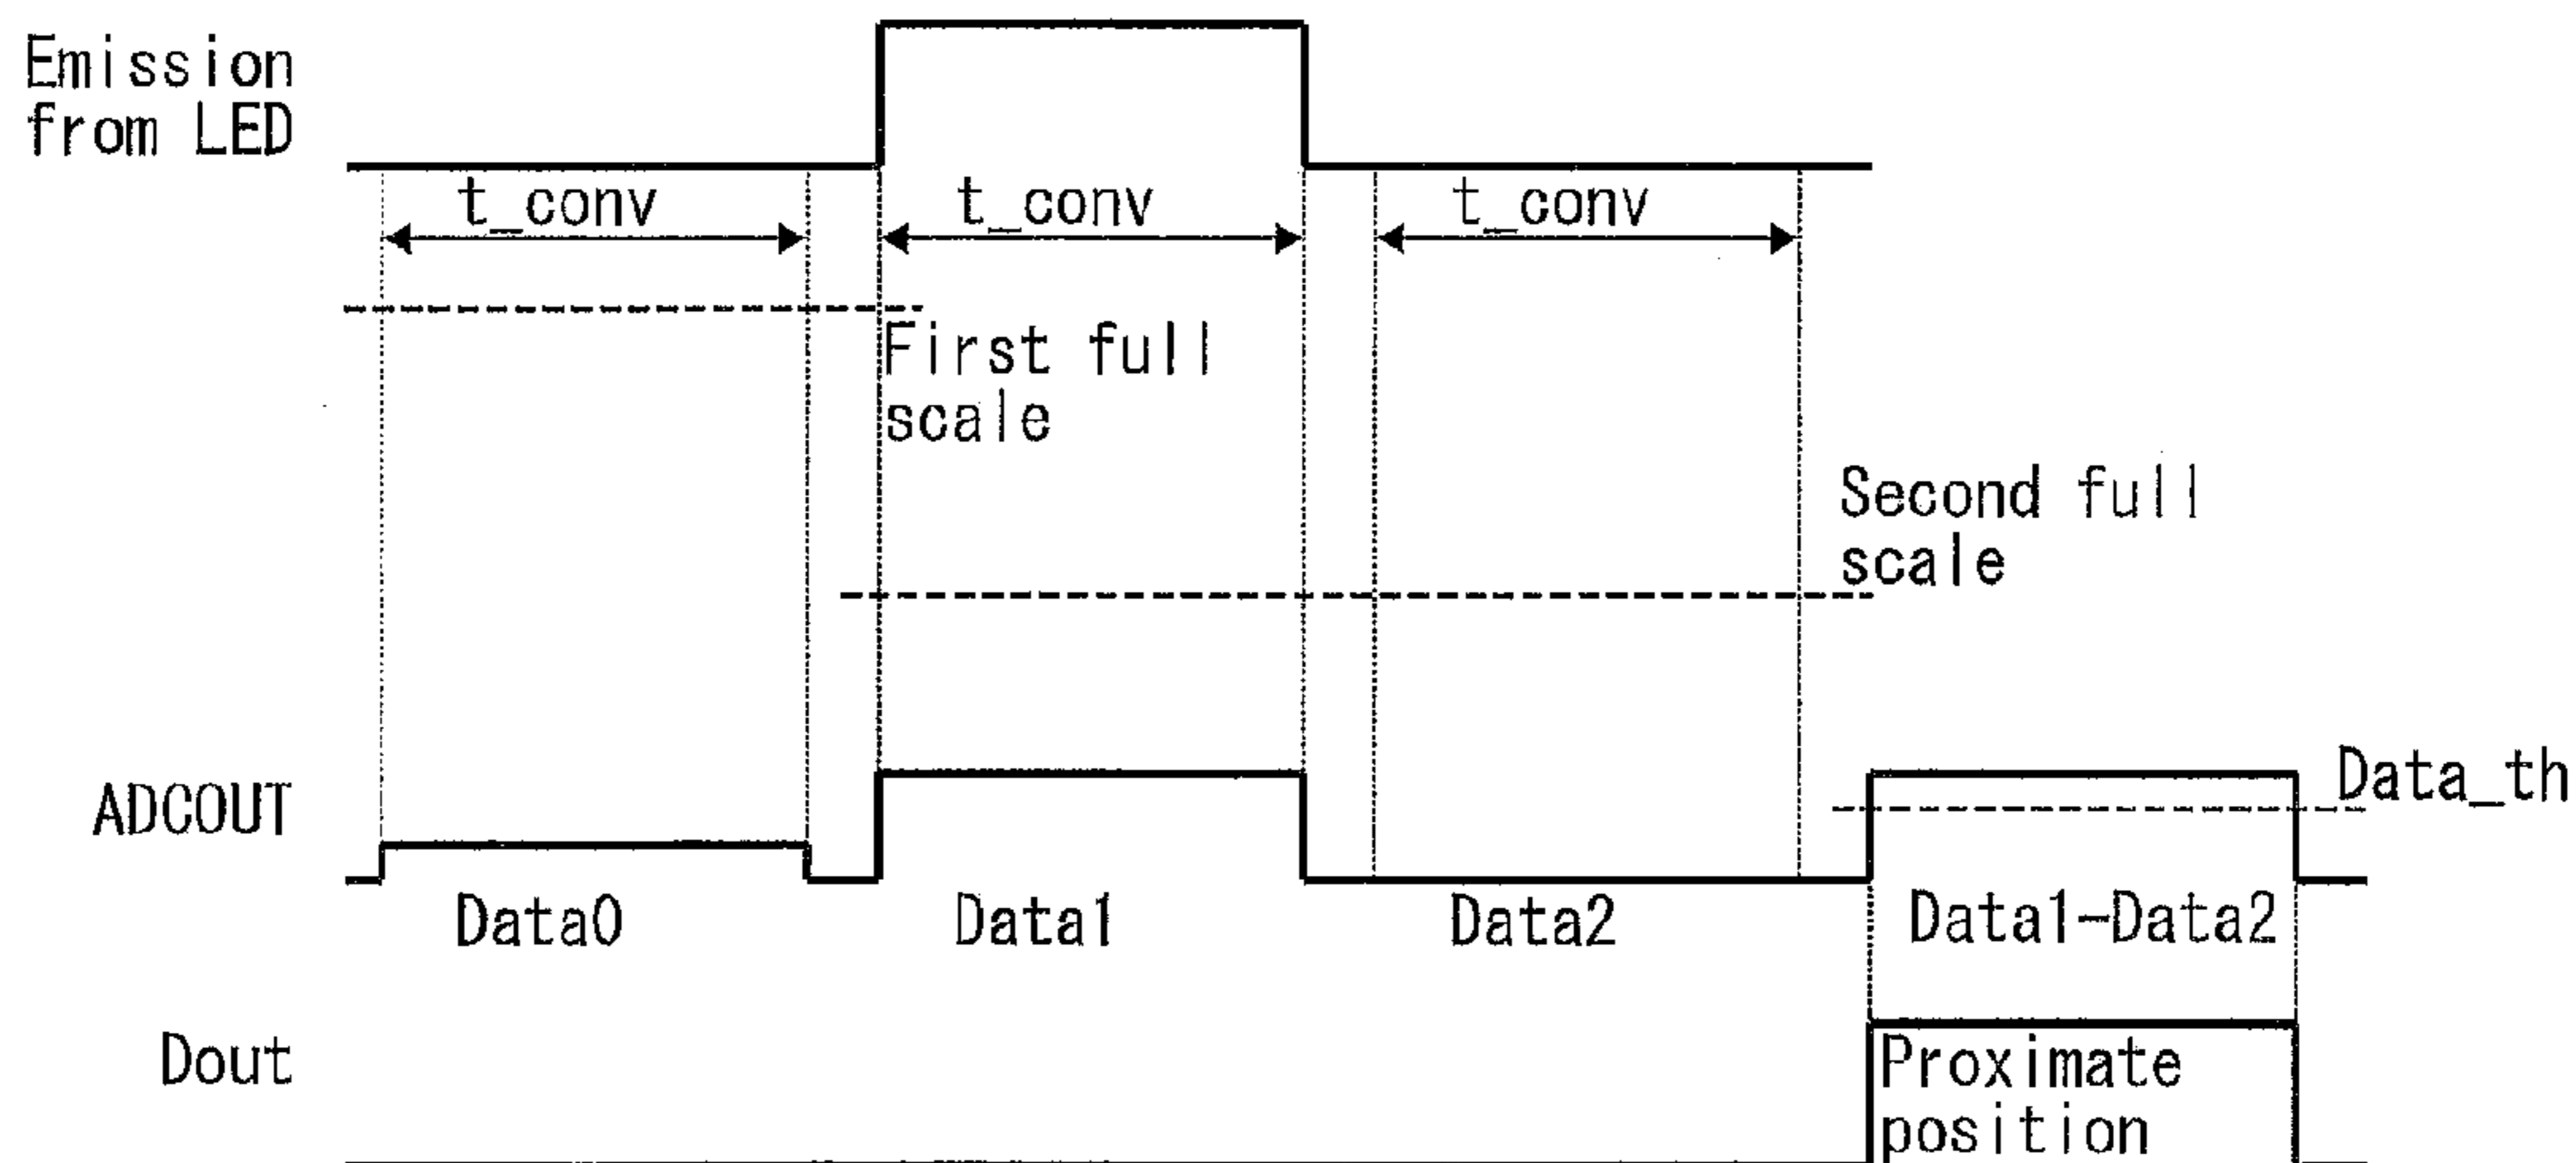 Emission
from LED
t_conv
t_conv
t_conv
First full
scale
Second full
scale
ADCOUT
Data_th
Data0
Data1
Data2
Data1-Data2
Dout
Proximate
position